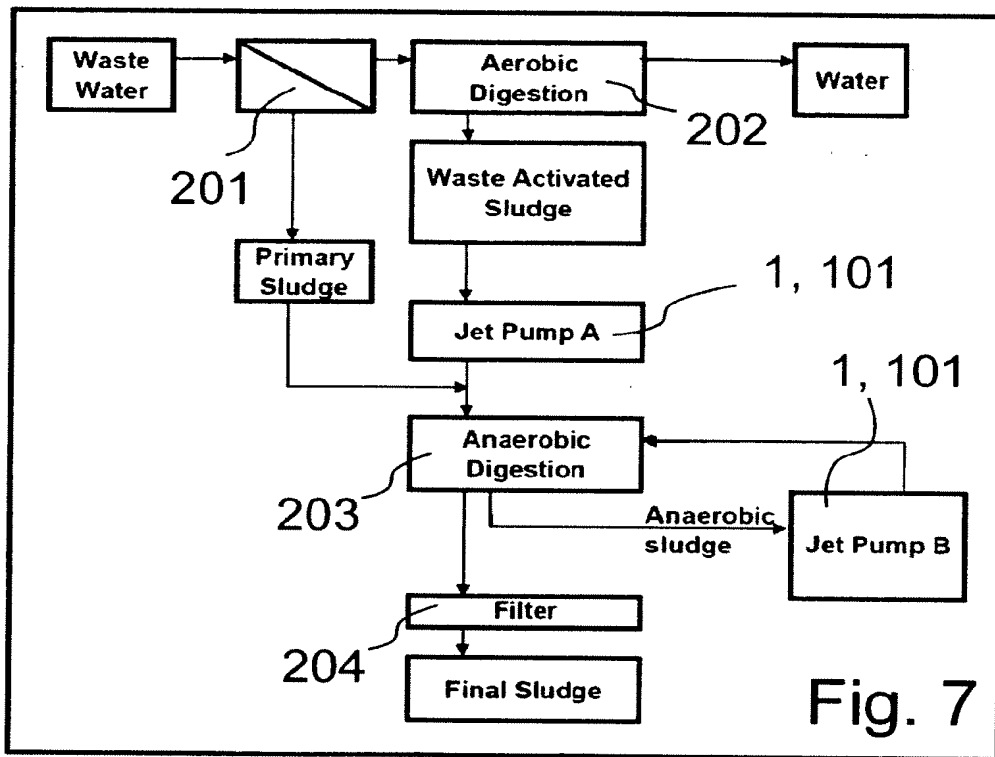 Waste
Water
Aerobic
Digestion
Water
201
202
Waste Activated
Sludge
Primary
Sludge
1, 101
Jet Pump A
1, 101
Anaerobic
Digestion
203
Anaerobic
sludge
Jet Pump B
Filter
204
Final Sludge
Fig. 7